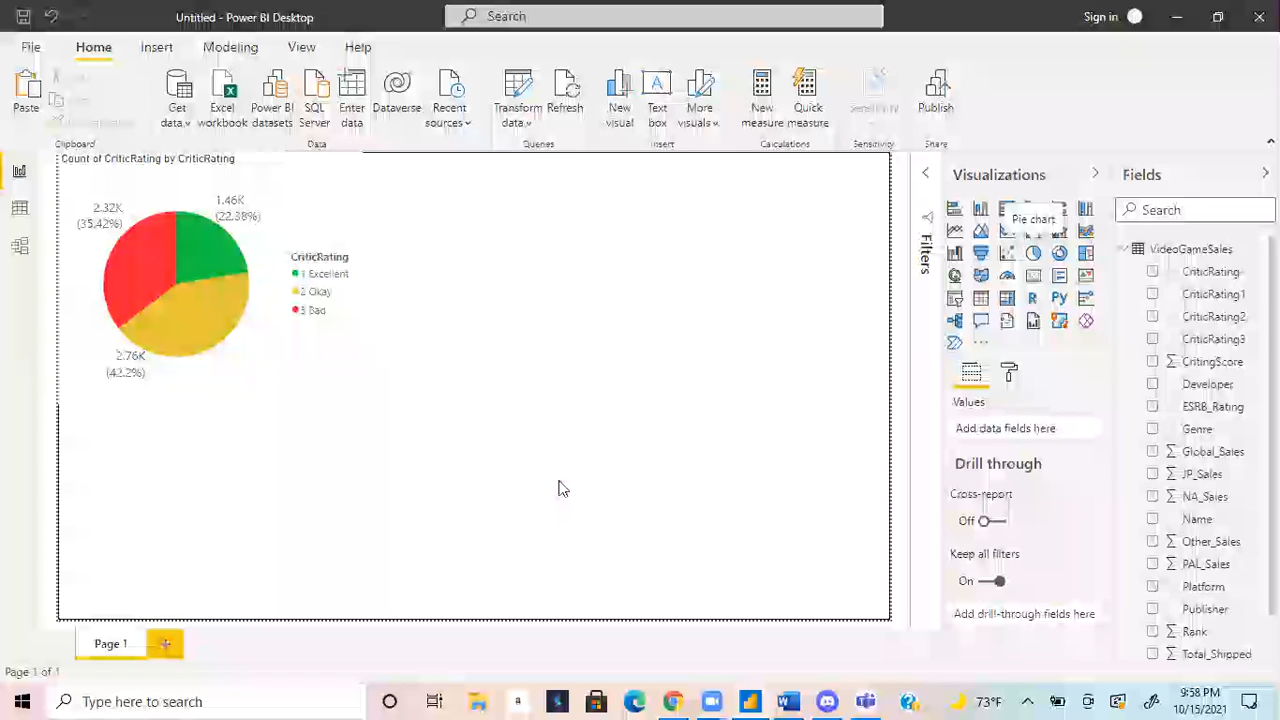 Untitled - Power BI Desktop
Search
Sign in
File
Home
Insert
Modeling
View
Help
Paste
Get data
Excel workbook
Power BI datasets
SQL Server
Enter data
Dataverse
Recent sources
Transform data
Refresh
New visual
Text box
More visuals
New measure
Quick measure
Sensitivity
Publish
Clipboard
Data
Queries
Insert
Calculations
Sensitivity
Share
Count of CriticRating by CriticRating
1.46K
(22.38%)
2.32K
(35.42%)
2.76K
(42.2%)
CriticRating
1 Excellent
2 Okay
3 Bad
Filters
Visualizations
Pie chart
Values
Add data fields here
Drill through
Cross-report
Off
Keep all filters
On
Add drill-through fields here
Fields
Search
VideoGameSales
CriticRating
CriticRating1
CriticRating2
CriticRating3
CritingScore
Developer
ESRB_Rating
Genre
Global_Sales
JP_Sales
NA_Sales
Name
Other_Sales
PAL_Sales
Platform
Publisher
Rank
Total_Shipped
Page 1
Page 1 of 1
Type here to search
73°F
9:58 PM
10/15/2021